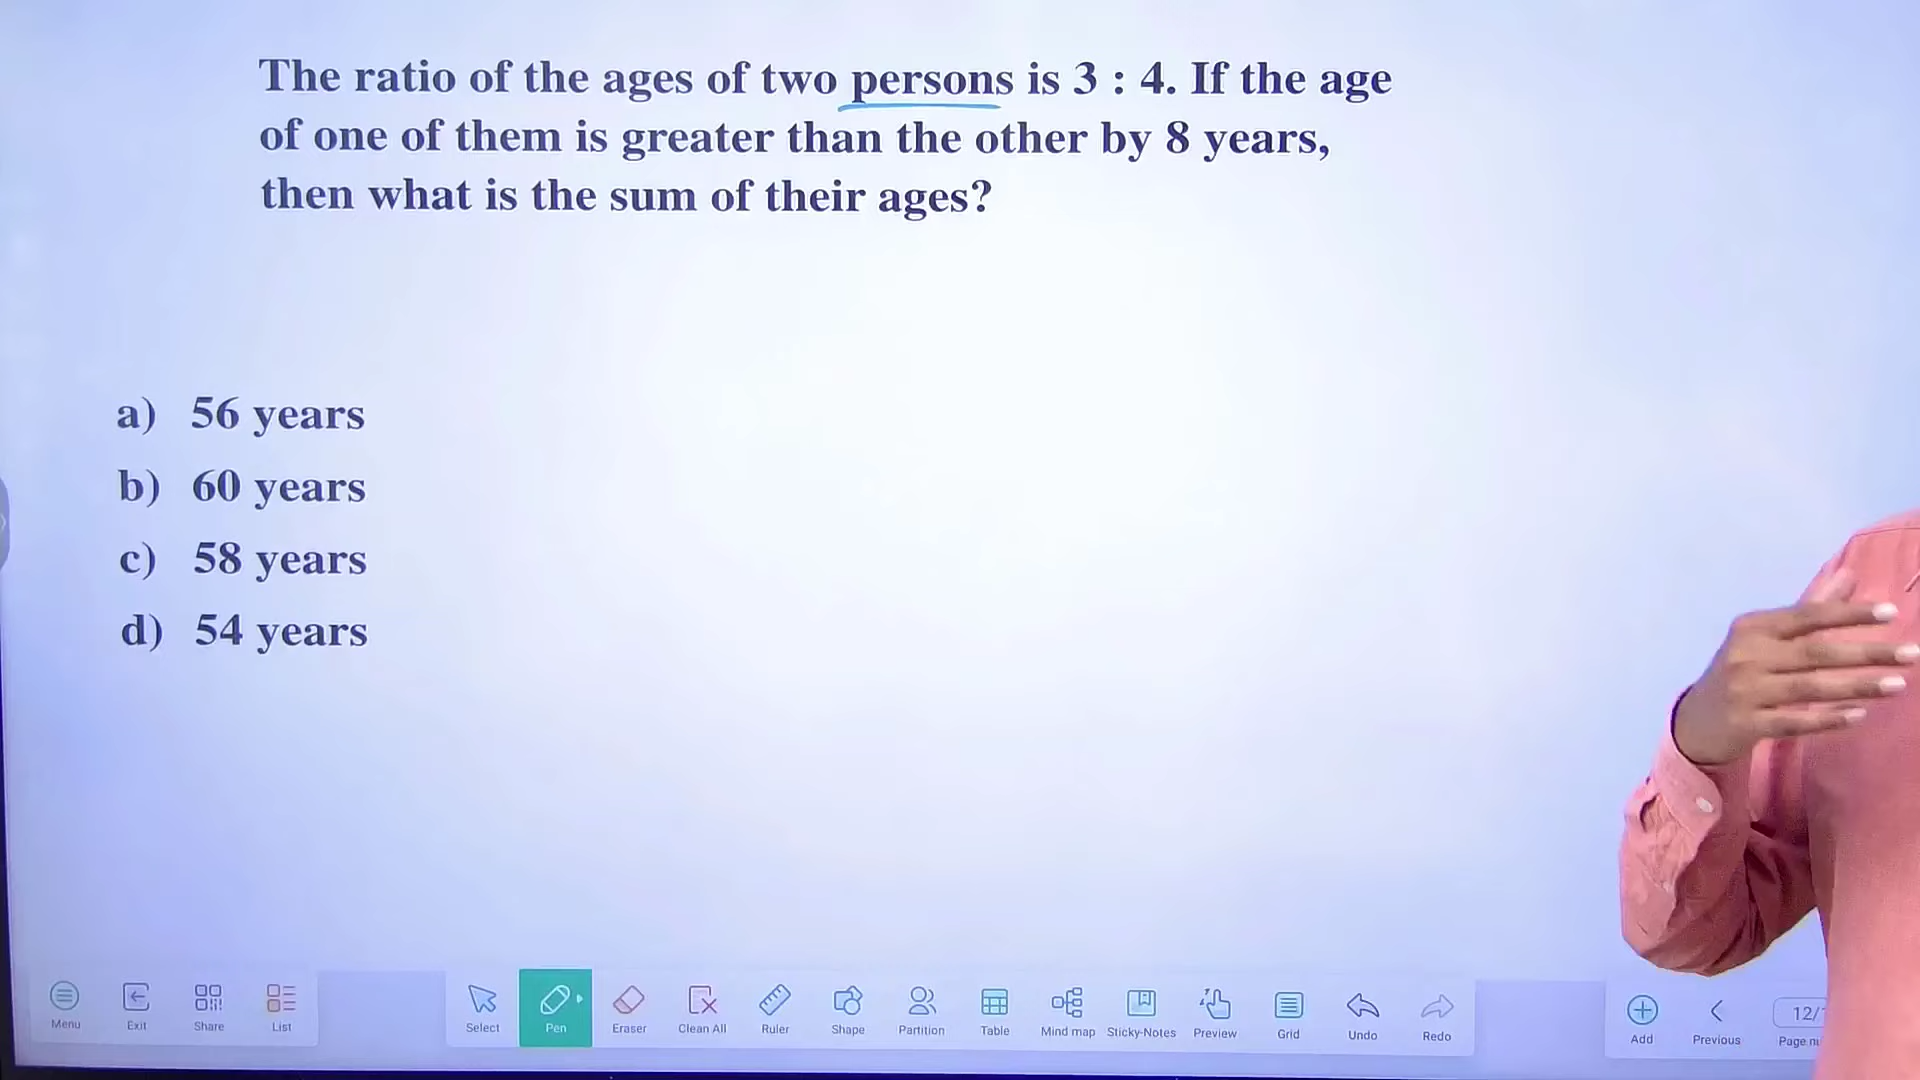 The ratio of the ages of two persons is 3 : 4. If the age
of one of them is greater than the other by 8 years,
then what is the sum of their ages?
a) 56 years
b) 60 years
c) 58 years
d) 54 years
Menu Exit Share List Select Pen Eraser Clean All Ruler Shape Partition Table Mind map Sticky-Notes Preview Grid Undo Redo Add Previous Page
12/